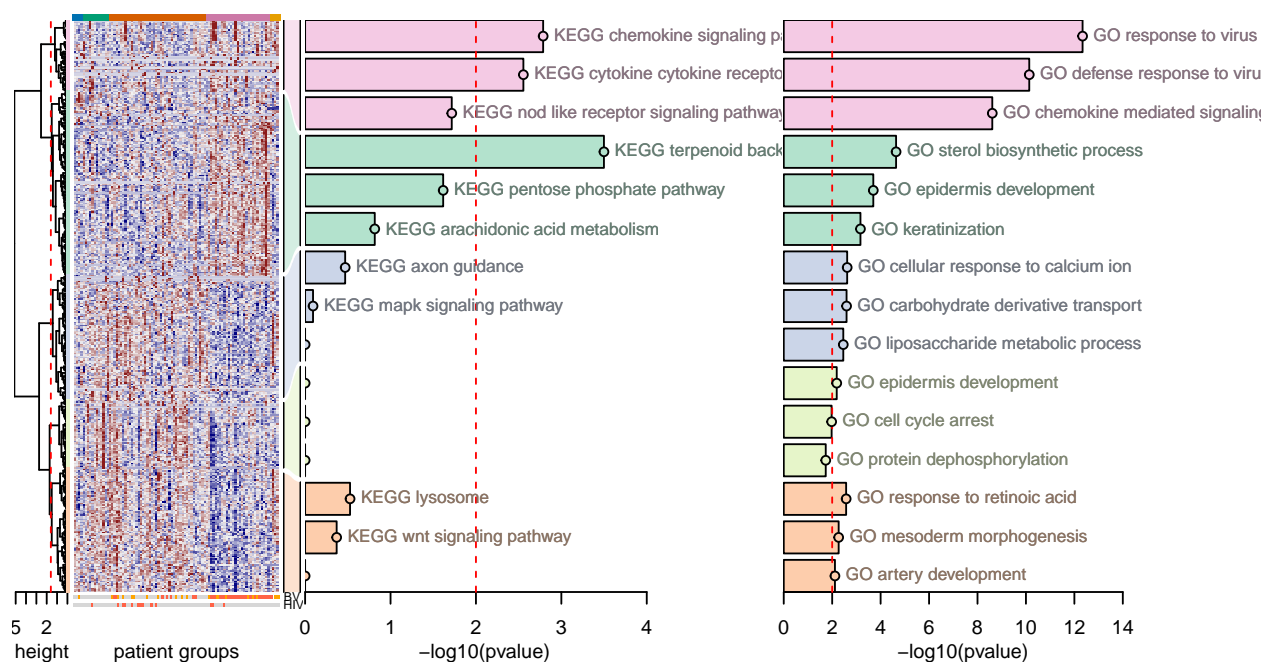 KEGG chemokine signaling pa
KEGG cytokine cytokine recepto
KEGG nod like receptor signaling pathway
KEGG terpenoid back
KEGG pentose phosphate pathway
KEGG arachidonic acid metabolism
KEGG axon guidance
KEGG mapk signaling pathway
KEGG lysosome
KEGG wnt signaling pathway
GO response to virus
GO defense response to viru
GO chemokine mediated signaling
GO sterol biosynthetic process
GO epidermis development
GO keratinization
GO cellular response to calcium ion
GO carbohydrate derivative transport
GO liposaccharide metabolic process
GO epidermis development
GO cell cycle arrest
GO protein dephosphorylation
GO response to retinoic acid
GO mesoderm morphogenesis
GO artery development
BV
HIV
5 2
height
patient groups
0 1 2 3 4
−log10(pvalue)
0 2 4 6 8 10 12 14
−log10(pvalue)